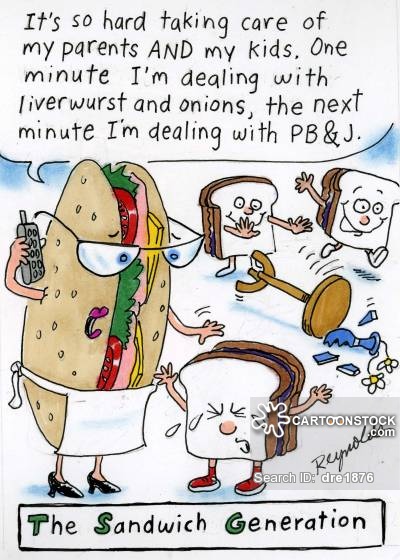 It's so hard taking care of
my parents AND my kids. One
minute I'm dealing with
liverwurst and onions, the next
minute I'm dealing with PB&J.
CARTOONSTOCK
.com
Reynolds
Search ID: dre1876
The Sandwich Generation